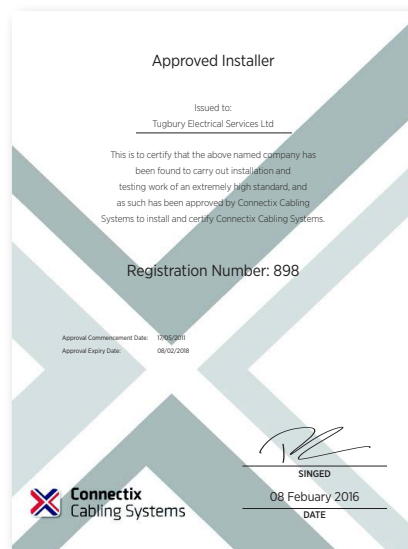 Approved Installer
Issued to:
Tugbury Electrical Services Ltd
This is to certify that the above named company has
been found to carry out installation and
testing work of an extremely high standard, and
as such has been approved by Connectix Cabling
Systems to install and certify Connectix Cabling Systems.
Registration Number: 898
Approval Commencement Date: 17/05/2011
Approval Expiry Date: 08/02/2018
SINGED
08 Febuary 2016
DATE
Connectix
Cabling Systems